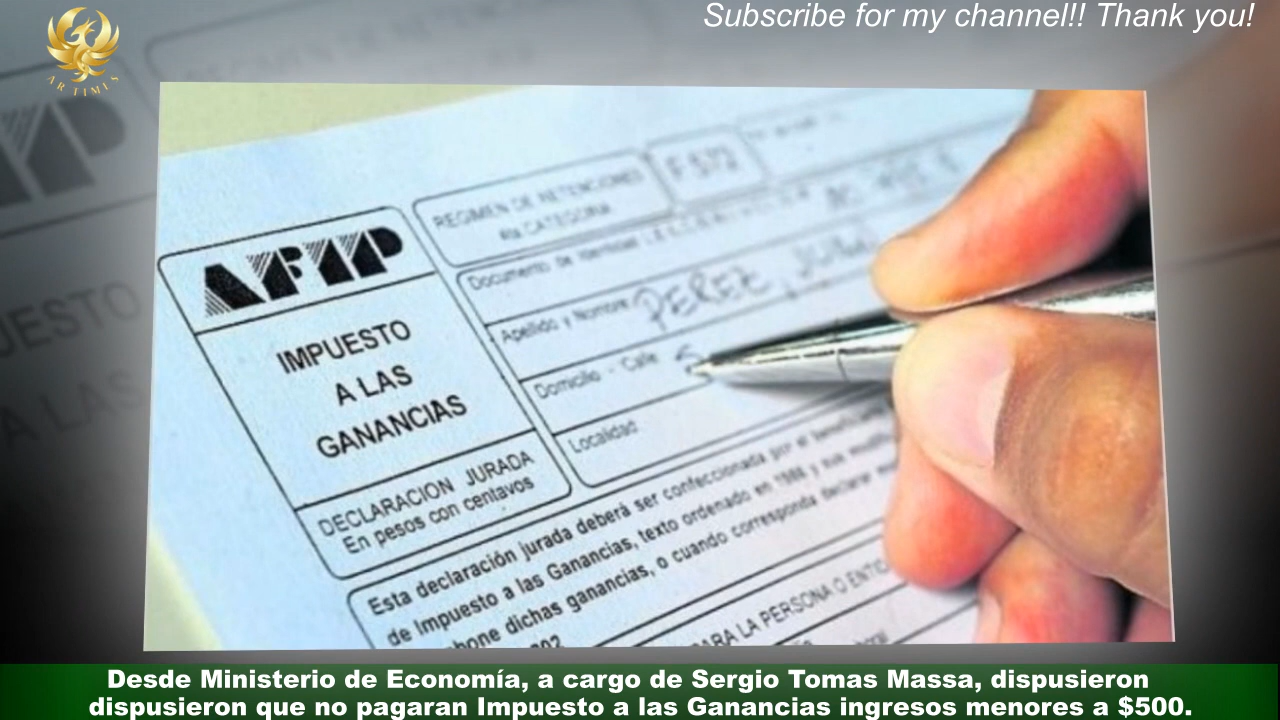 Subscribe for my channel!! Thank you!
AR TIMES
AFIP
REGIMEN DE RETENCIONES
4ta CATEGORIA
F 572
Documento de Identidad
Apellido y Nombre PEREZ, JUAN
Domicilio - Calle S
Localidad
IMPUESTO
A LAS
GANANCIAS
DECLARACION JURADA
En pesos con centavos
Esta declaración jurada deberá ser confeccionada por el
de Impuesto a las Ganancias, texto ordenado en 1986 y sus
abone dichas ganancias, o cuando corresponda declarar
PARA LA PERSONA O
Desde Ministerio de Economía, a cargo de Sergio Tomas Massa, dispusieron
dispusieron que no pagaran Impuesto a las Ganancias ingresos menores a $500.